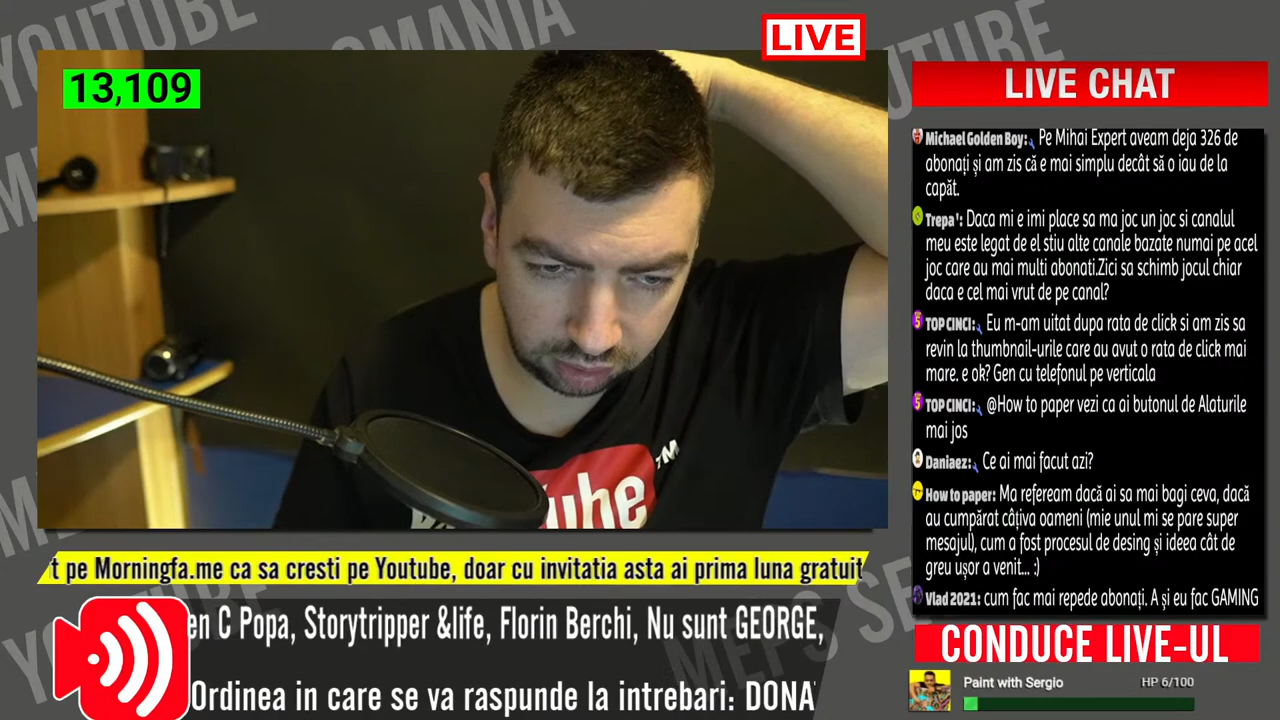 YOUTUBE
ROMANIA
LIVE
13,109
LIVE CHAT
Michael Golden Boy: Pe Mihai Expert aveam deja 326 de
abonați și am zis că e mai simplu decât să o iau de la
capăt.
Trepa': Daca mi e imi place sa ma joc un joc si canalul
meu este legat de el stiu alte canale bazate numai pe acel
joc care au mai multi abonati.Zici sa schimb jocul chiar
daca e cel mai vrut de pe canal?
TOP CINCI: Eu m-am uitat dupa rata de click si am zis sa
revin la thumbnail-urile care au avut o rata de click mai
mare. e ok? Gen cu telefonul pe verticala
TOP CINCI: @How to paper vezi ca ai butonul de Alaturile
mai jos
Daniaez: Ce ai mai facut azi?
How to paper: Ma refeream dacă ai sa mai bagi ceva, dacă
au cumpărat câțiva oameni (mie unul mi se pare super
mesajul), cum a fost procesul de desing și ideea cât de
greu ușor a venit... :)
Vlad 2021: cum fac mai repede abonați. A și eu fac GAMING
ube
t pe Morningfa.me ca sa cresti pe Youtube, doar cu invitatia asta ai prima luna gratuit
en C Popa, Storytripper &life, Florin Berchi, Nu sunt GEORGE,
Ordinea in care se va raspunde la intrebari: DONA
CONDUCE LIVE-UL
Paint with Sergio HP 6/100